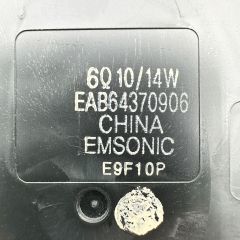 6Ω 10/14W
EAB64370906
CHINA
EMSONIC
E9F10P